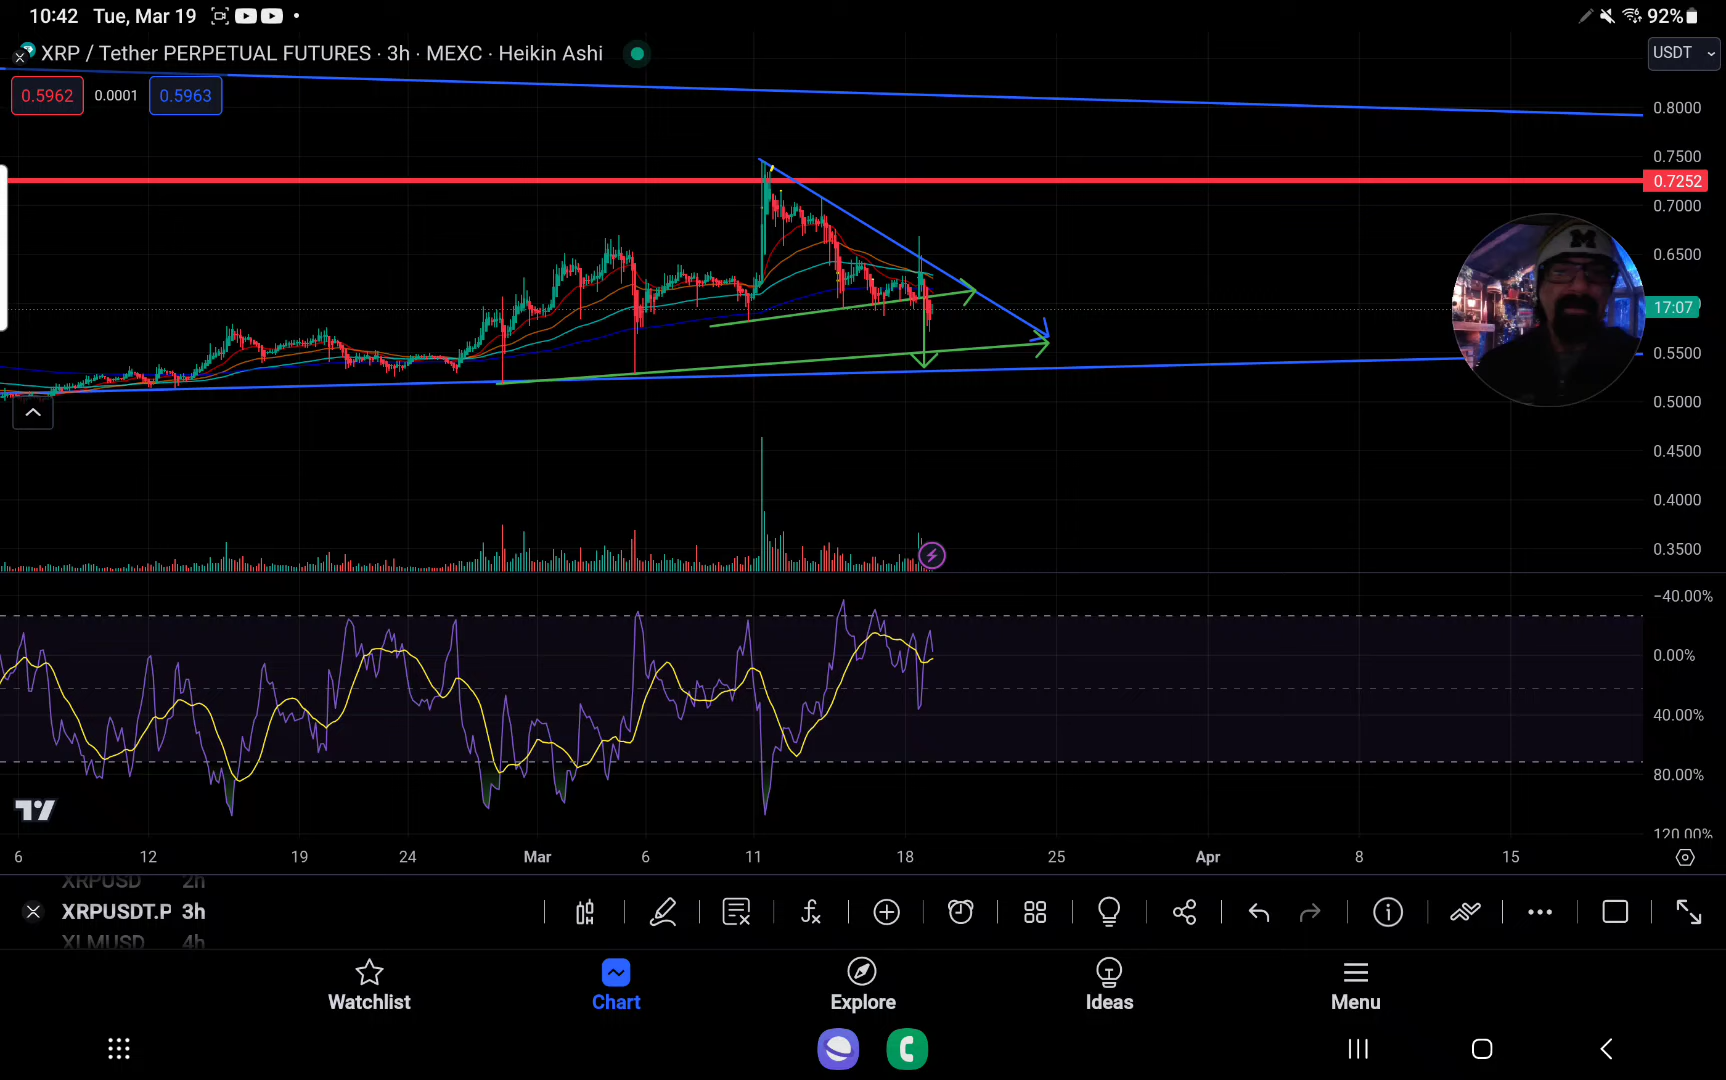 10:42 Tue, Mar 19
92%
XRP / Tether PERPETUAL FUTURES · 3h · MEXC · Heikin Ashi
USDT
0.5962 0.0001 0.5963
0.8000
0.7500
0.7252
0.7000
0.6500
17:07
0.5500
0.5000
0.4500
0.4000
0.3500
−40.00%
0.00%
40.00%
80.00%
120.00%
6 12 19 24 Mar 6 11 18 25 Apr 8 15
XRPUSD 2h
XRPUSDT.P 3h
XLMUSD 4h
Watchlist Chart Explore Ideas Menu